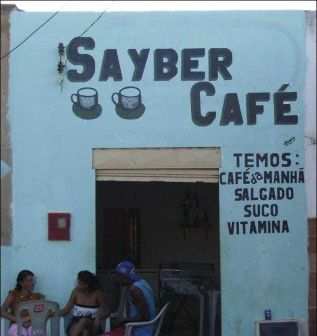 SAYBER
CAFÉ
TEMOS:
CAFÉ DA MANHÃ
SALGADO
SUCO
VITAMINA